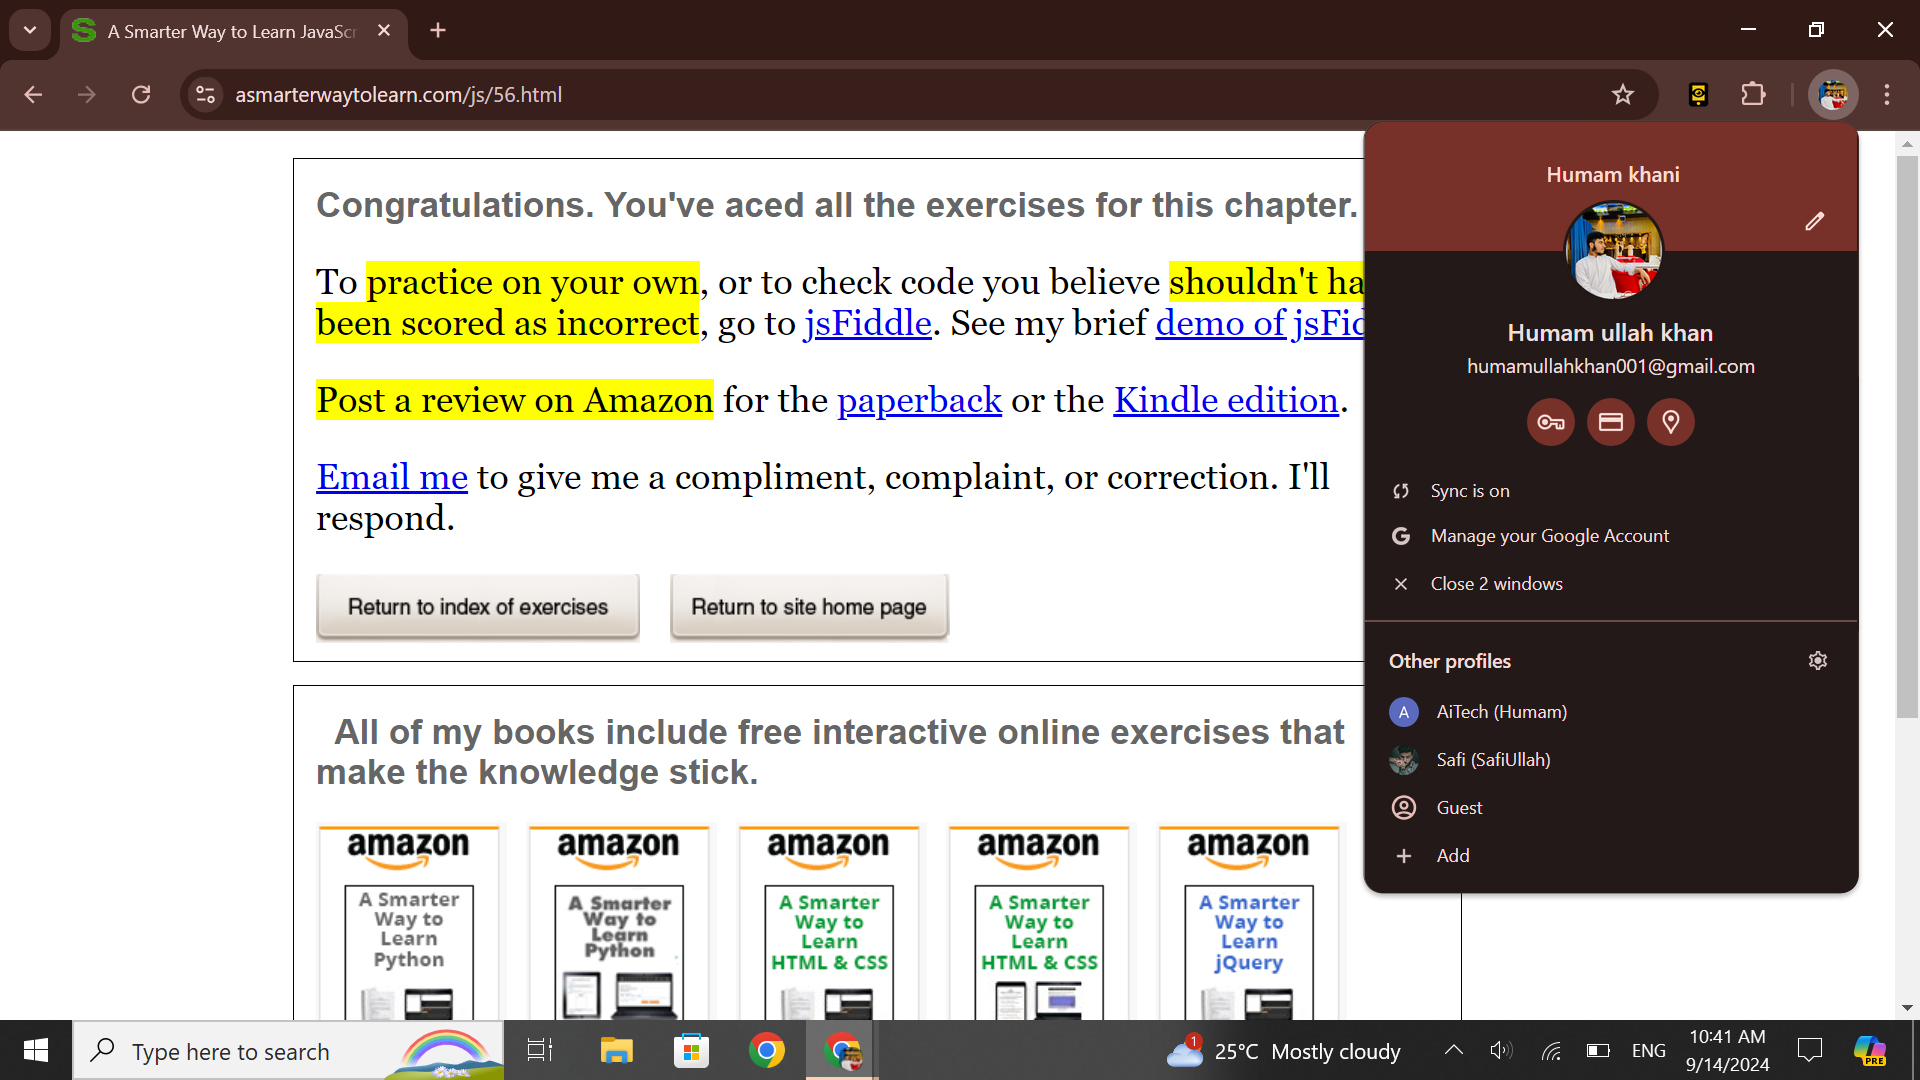 A Smarter Way to Learn JavaScr
asmarterwaytolearn.com/js/56.html
Congratulations. You've aced all the exercises for this chapter.
To practice on your own, or to check code you believe shouldn't ha
been scored as incorrect, go to jsFiddle. See my brief demo of jsFid
Post a review on Amazon for the paperback or the Kindle edition.
Email me to give me a compliment, complaint, or correction. I'll
respond.
Return to index of exercises
Return to site home page
All of my books include free interactive online exercises that
make the knowledge stick.
amazon
A Smarter
Way to
Learn
Python
amazon
A Smarter
Way to
Learn
Python
amazon
A Smarter
Way to
Learn
HTML & CSS
amazon
A Smarter
Way to
Learn
HTML & CSS
amazon
A Smarter
Way to
Learn
jQuery
Humam khani
Humam ullah khan
humamullahkhan001@gmail.com
Sync is on
Manage your Google Account
Close 2 windows
Other profiles
A
AiTech (Humam)
Safi (SafiUllah)
Guest
Add
Type here to search
1
25°C Mostly cloudy
ENG
10:41 AM
9/14/2024
PRE